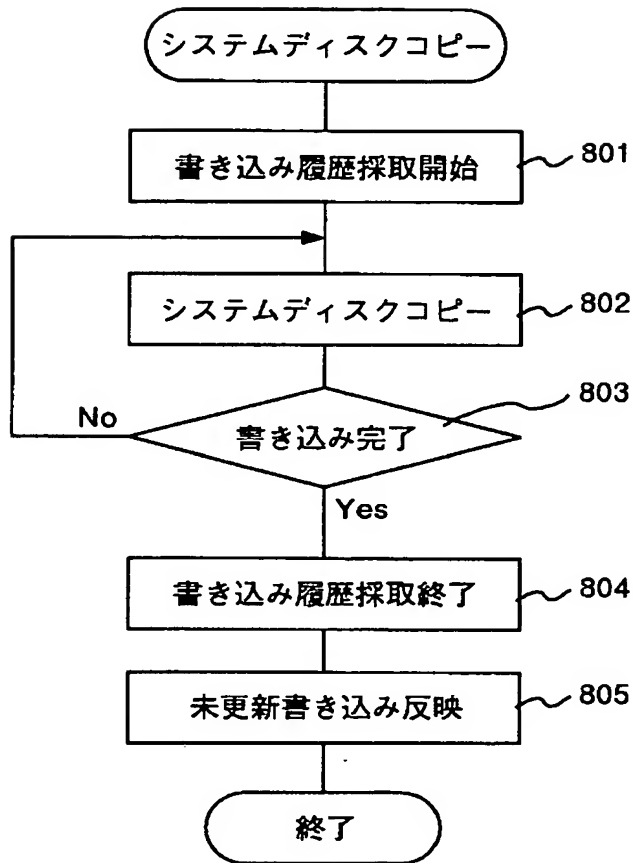 システムディスクコピー
書き込み履歴採取開始
801
システムディスクコピー
802
803
No
書き込み完了
Yes
書き込み履歴採取終了
804
未更新書き込み反映
805
終了